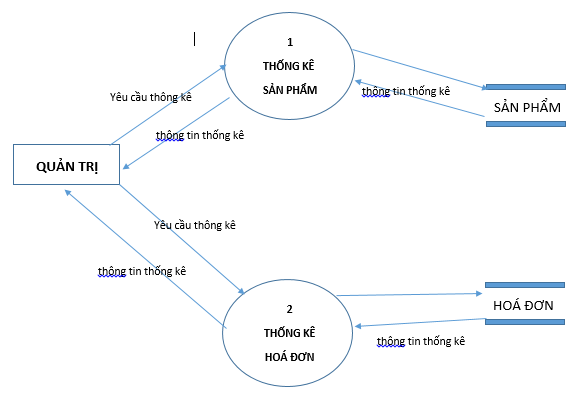 1
THỐNG KÊ
SẢN PHẨM
Yêu cầu thông kê
thông tin thống kê
thông tin thống kê
SẢN PHẨM
QUẢN TRỊ
Yêu cầu thông kê
thông tin thống kê
2
THỐNG KÊ
HOÁ ĐƠN
HOÁ ĐƠN
thông tin thống kê